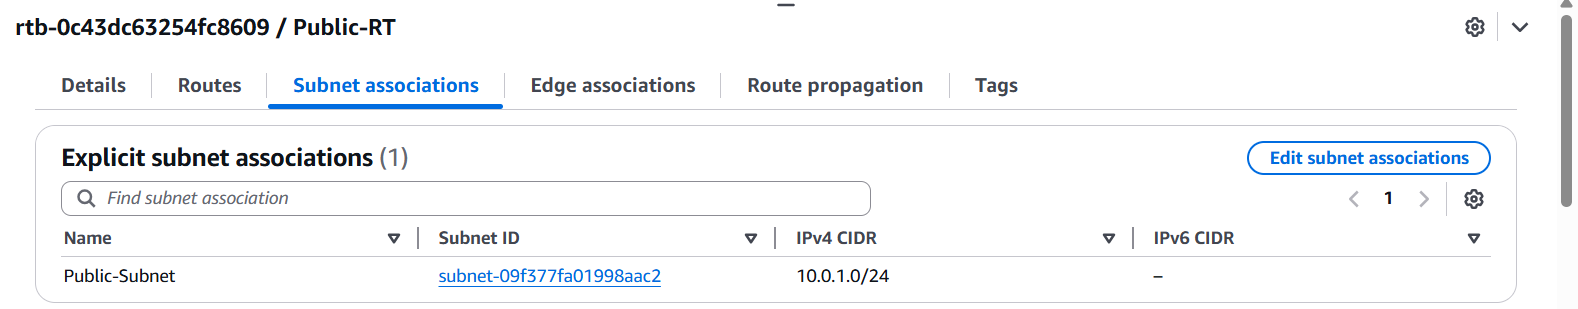 rtb-0c43dc63254fc8609 / Public-RT
Details Routes Subnet associations Edge associations Route propagation Tags
Explicit subnet associations (1) Edit subnet associations
Find subnet association 1
Name Subnet ID IPv4 CIDR IPv6 CIDR
Public-Subnet subnet-09f377fa01998aac2 10.0.1.0/24 –